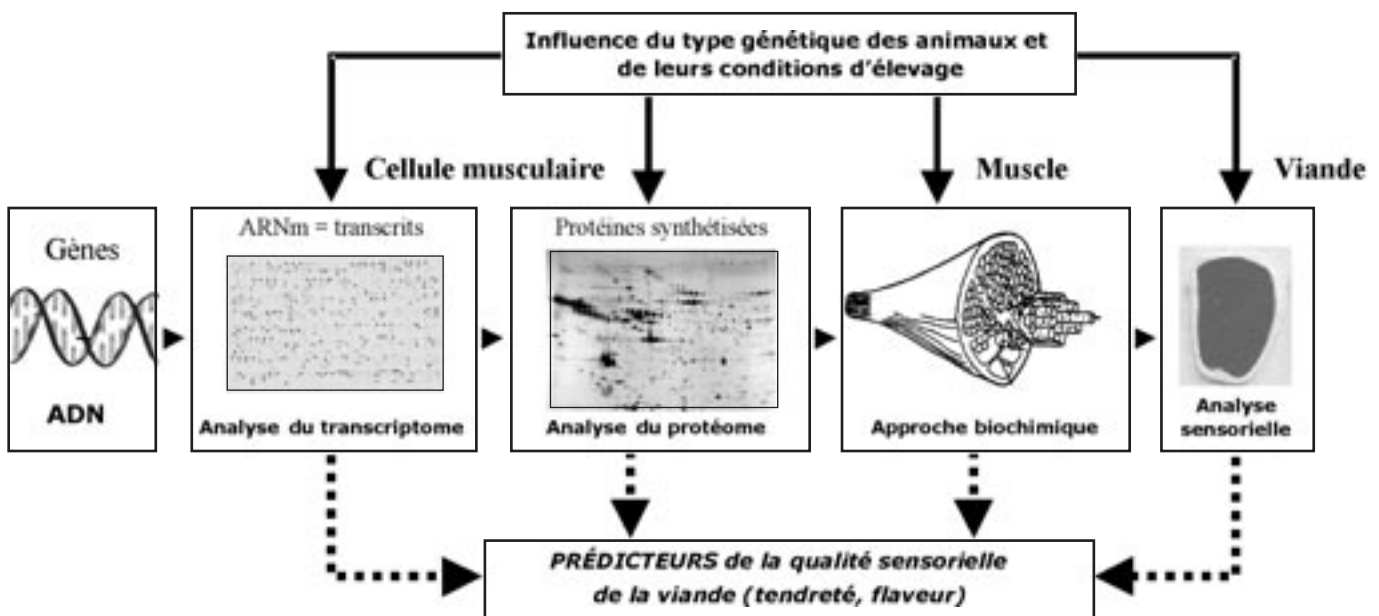 Influence du type génétique des animaux et
de leurs conditions d'élevage
Cellule musculaire
Muscle
Viande
Gènes
ADN
ARNm = transcrits
Analyse du transcriptome
Protéines synthétisées
Analyse du protéome
Approche biochimique
Analyse
sensorielle
PRÉDICTEURS de la qualité sensorielle
de la viande (tendreté, flaveur)